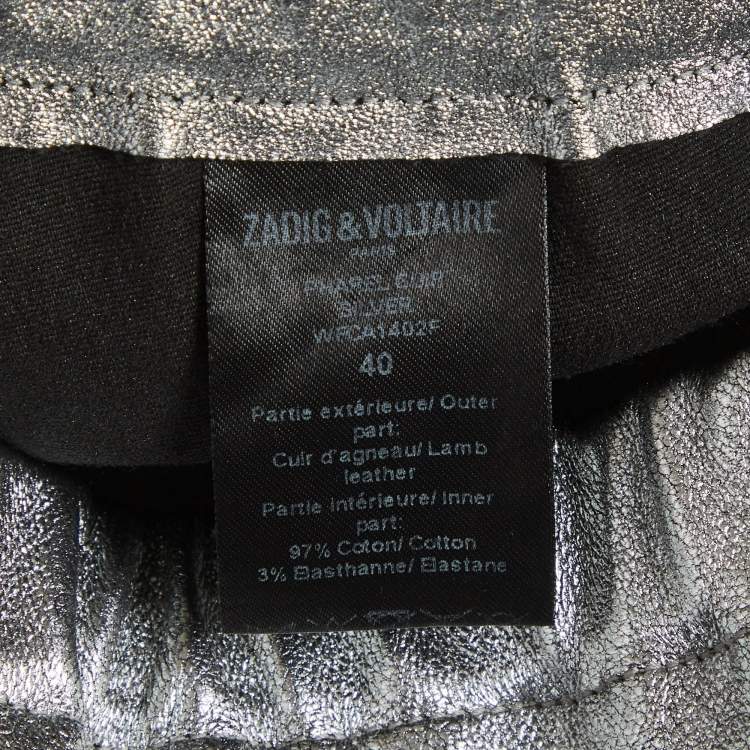 ZADIG & VOLTAIRE
PARIS
PHAREL CUIR
SILVER
WPCA1402F
40
Partie extérieure/ Outer
part:
Cuir d'agneau/ Lamb
leather
Partie intérieure/ Inner
part:
97% Coton/ Cotton
3% Elasthanne/ Elastane